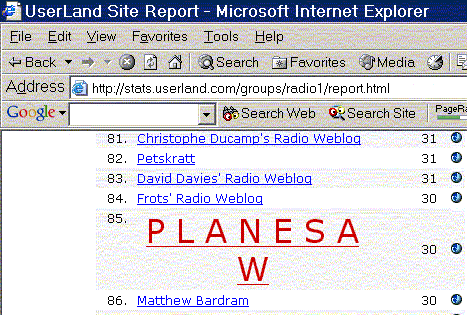 UserLand Site Report - Microsoft Internet Explorer
File Edit View Favorites Tools Help
Back Search Favorites Media
Address http://stats.userland.com/groups/radio1/report.html
Google Search Web Search Site
81. Christophe Ducamp's Radio Weblog 31
82. Petskratt 31
83. David Davies' Radio Weblog 31
84. Frots' Radio Weblog 30
85. P L A N E S A
W 30
86. Matthew Bardram 30